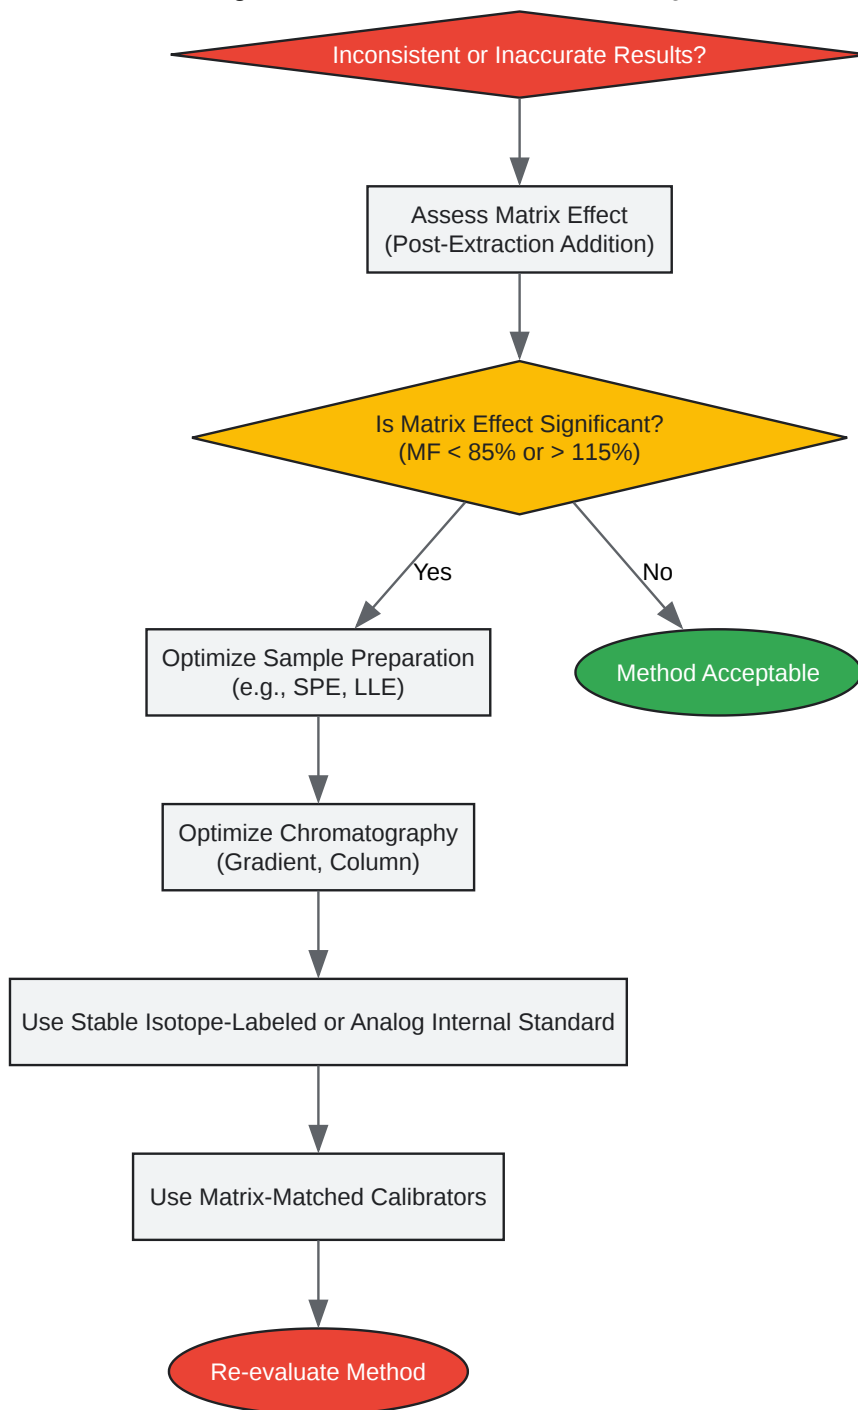 Inconsistent or Inaccurate Results?
Assess Matrix Effect
(Post-Extraction Addition)
Is Matrix Effect Significant?
(MF < 85% or > 115%)
Yes
No
Optimize Sample Preparation
(e.g., SPE, LLE)
Method Acceptable
Optimize Chromatography
(Gradient, Column)
Use Stable Isotope-Labeled or Analog Internal Standard
Use Matrix-Matched Calibrators
Re-evaluate Method